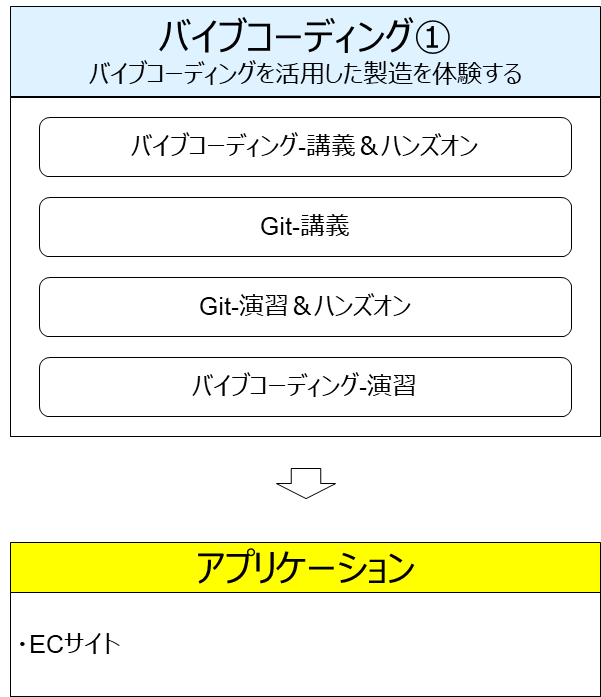 バイブコーディング①
バイブコーディングを活用した製造を体験する
バイブコーディング-講義＆ハンズオン
Git-講義
Git-演習＆ハンズオン
バイブコーディング-演習
アプリケーション
・ECサイト